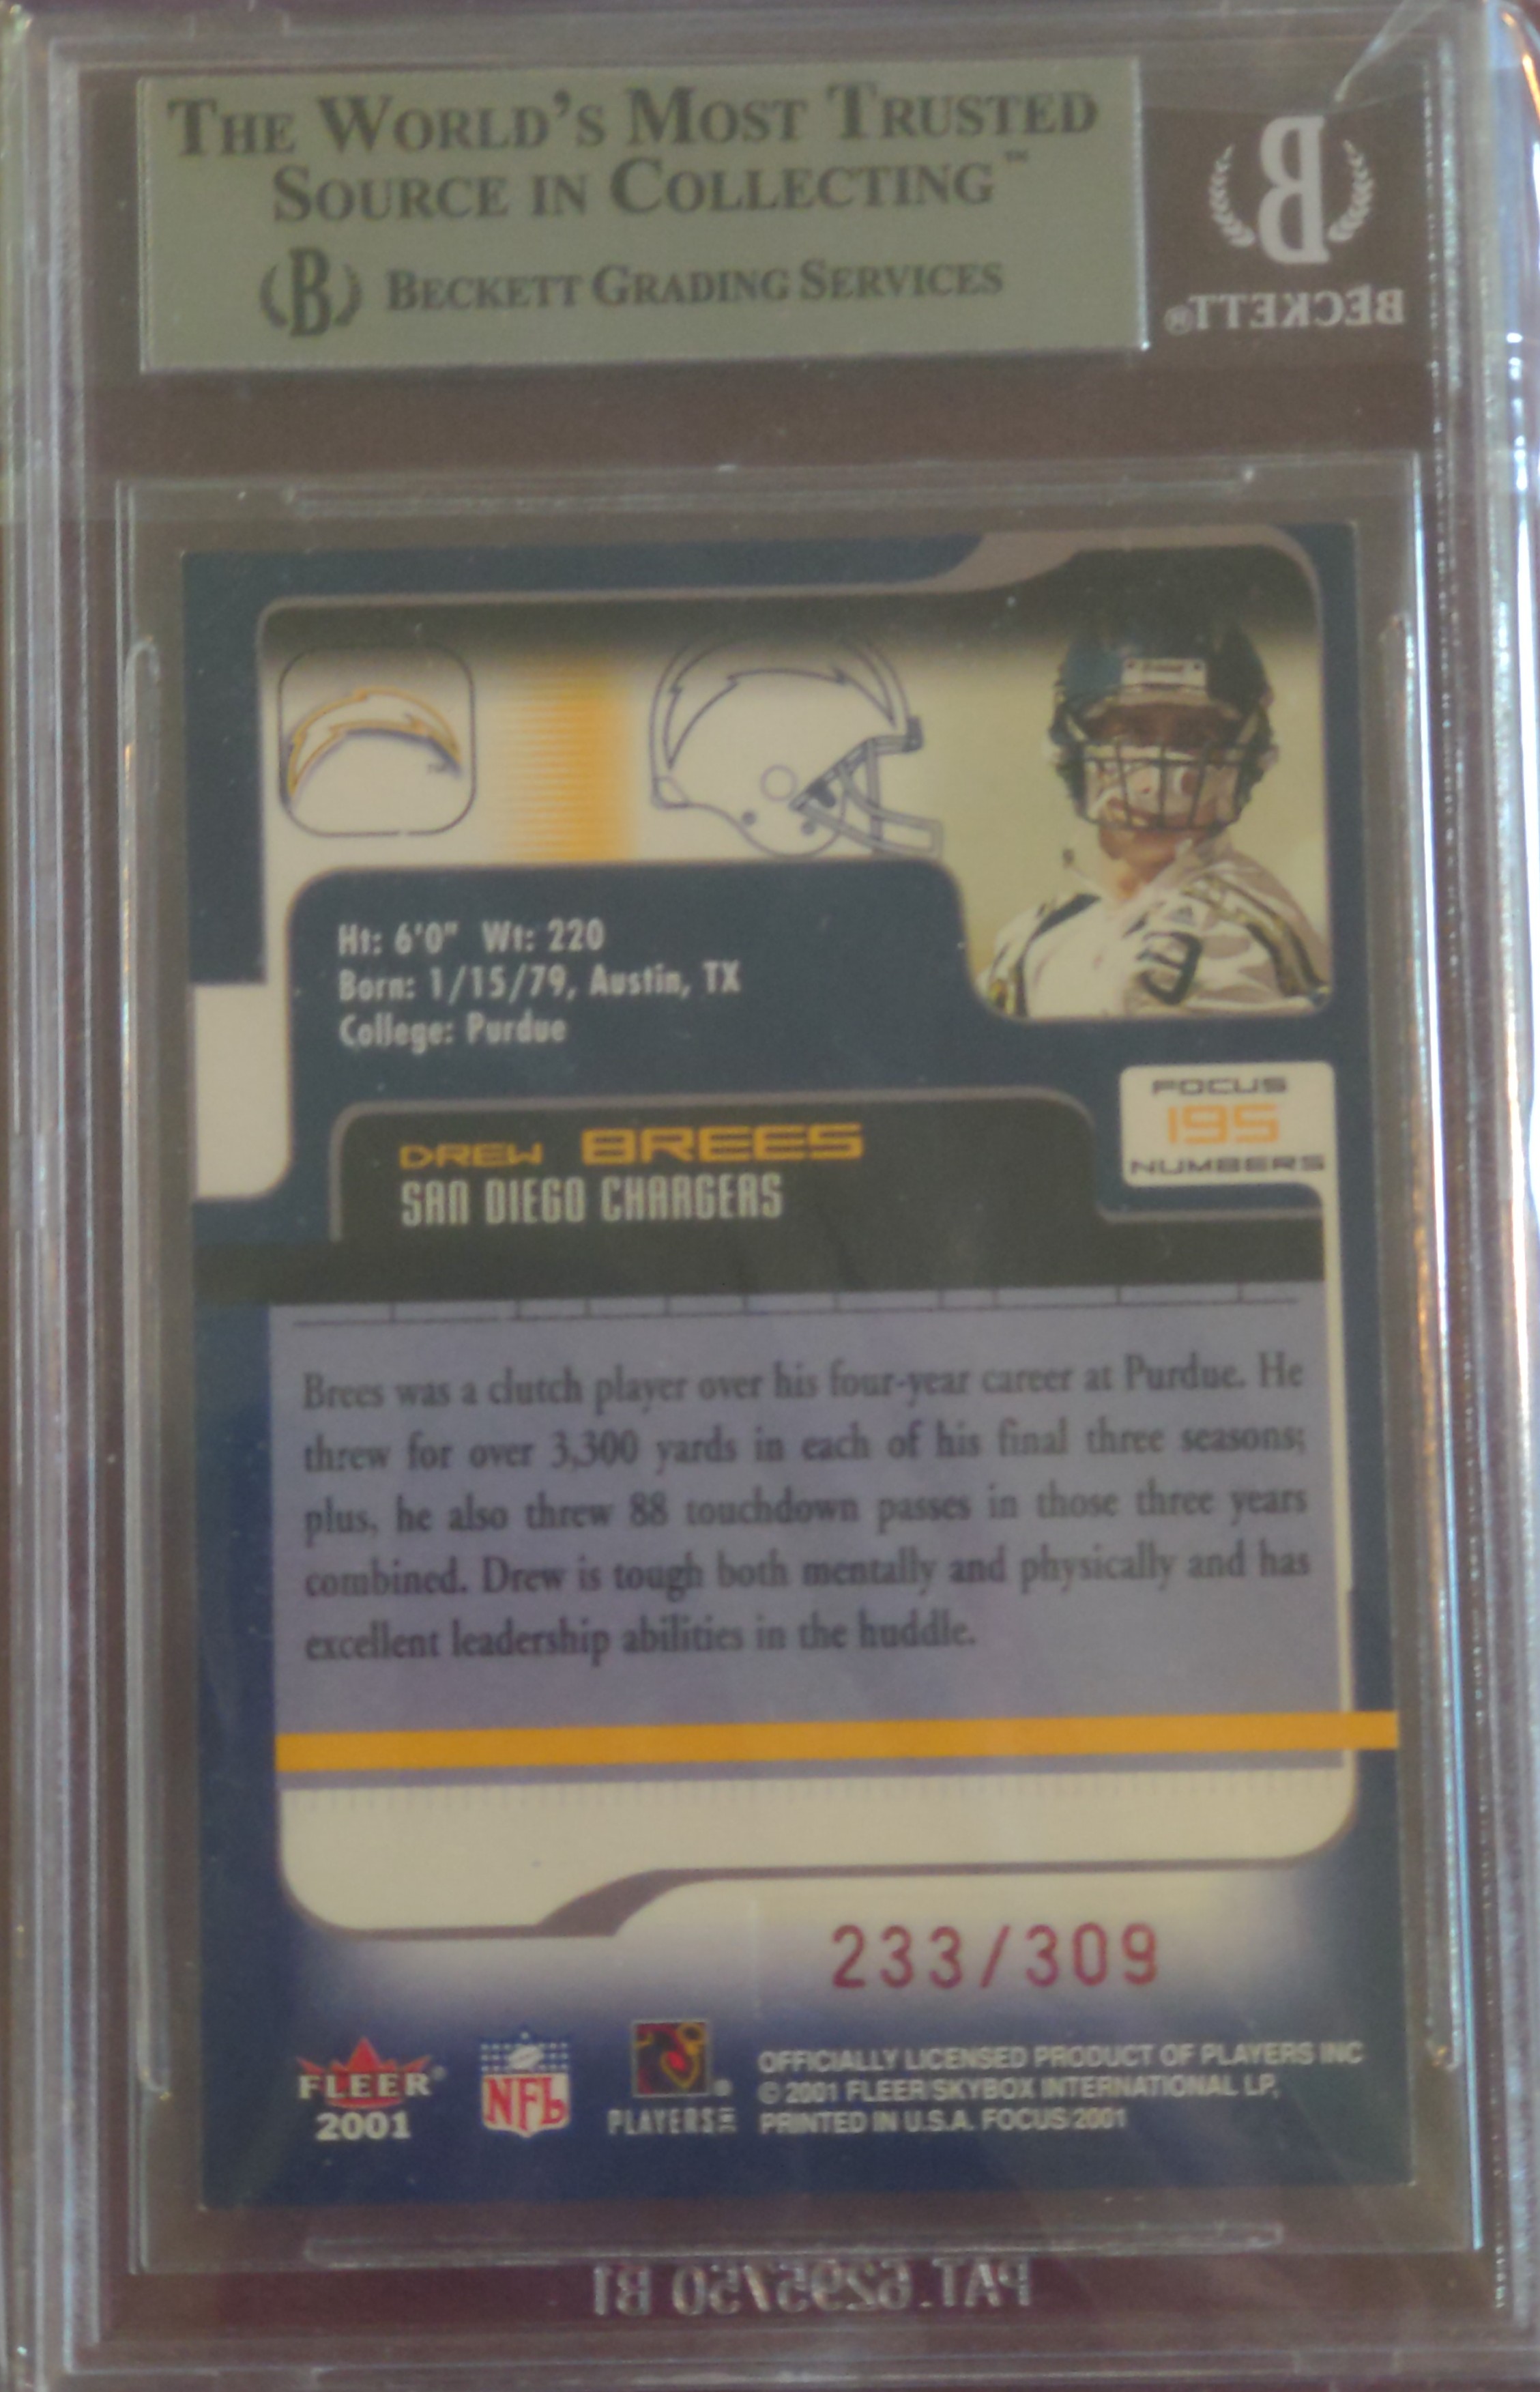 THE WORLD'S MOST TRUSTED
SOURCE IN COLLECTING™
B BECKETT GRADING SERVICES
B
BECKETT®
Ht: 6'0" Wt: 220
Born: 1/15/79, Austin, TX
College: Purdue
FOCUS
195
NUMBERS
DREW BREES
SAN DIEGO CHARGERS
Brees was a clutch player over his four-year career at Purdue. He
threw for over 3,300 yards in each of his final three seasons;
plus, he also threw 88 touchdown passes in those three years
combined. Drew is tough both mentally and physically and has
excellent leadership abilities in the huddle.
233/309
FLEER®
2001
NFL
PLAYERS INC
OFFICIALLY LICENSED PRODUCT OF PLAYERS INC
© 2001 FLEER/SKYBOX INTERNATIONAL LP,
PRINTED IN U.S.A. FOCUS/2001
PAT. 6295750 B1